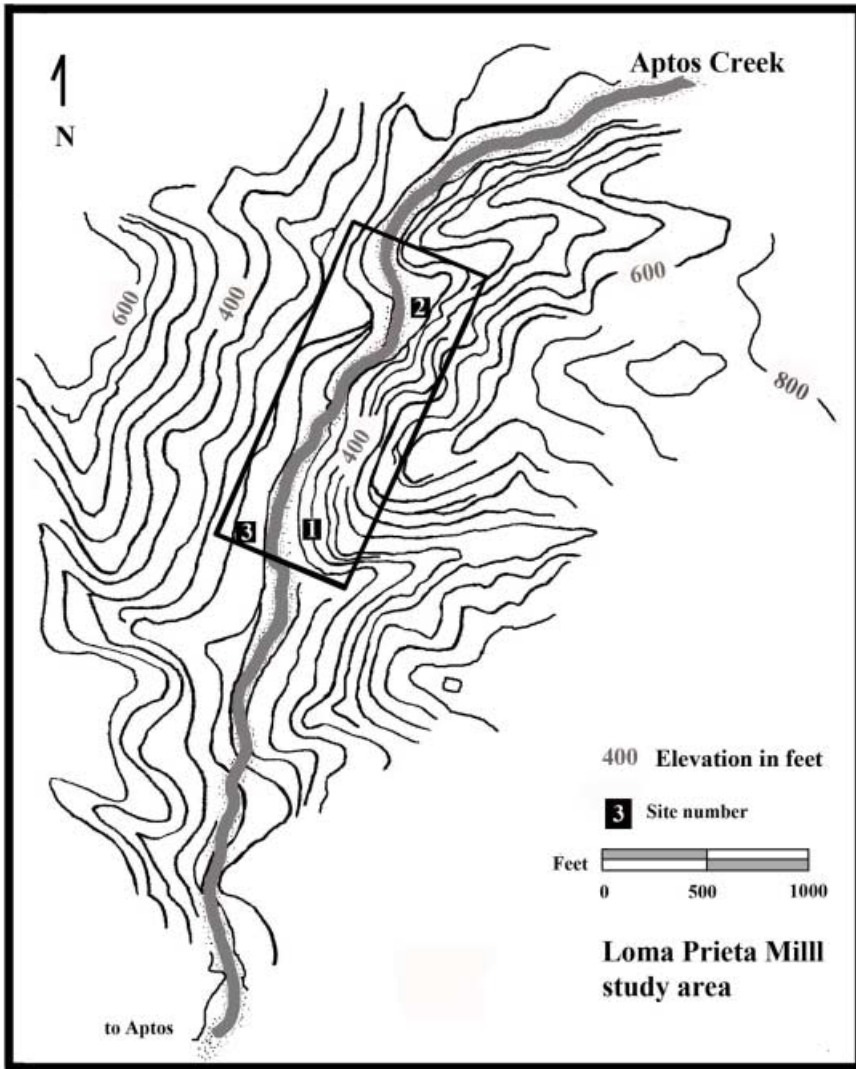 Aptos Creek
N
600
400
600
800
2
400
3
1
400 Elevation in feet
3 Site number
Feet
0 500 1000
Loma Prieta Milll
study area
to Aptos